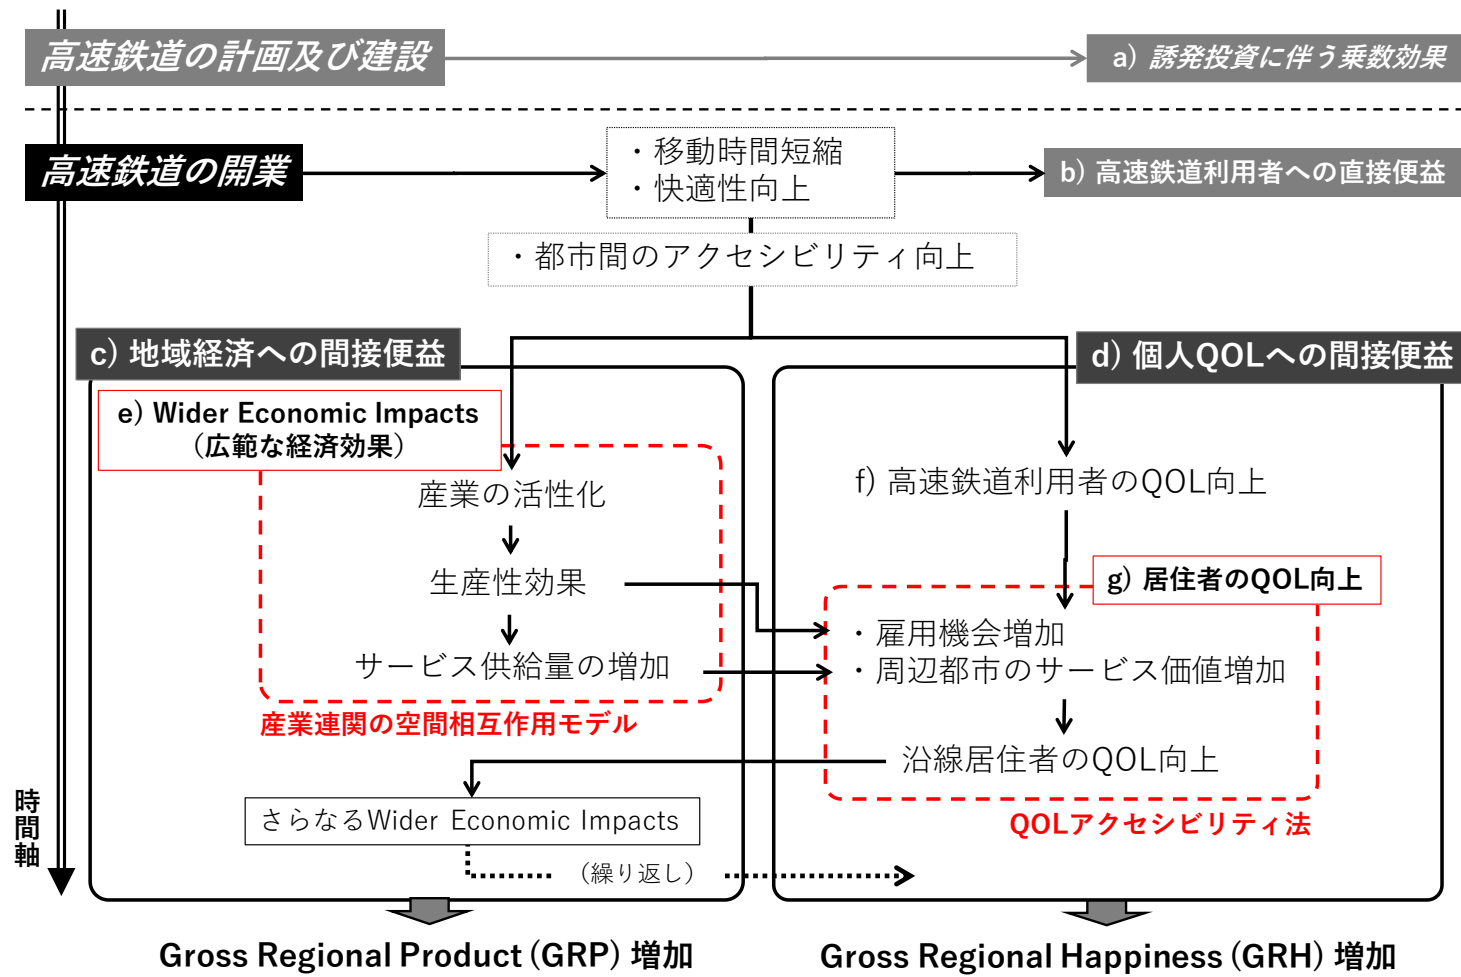 高速鉄道の計画及び建設
a) 誘発投資に伴う乗数効果
高速鉄道の開業
・移動時間短縮
・快適性向上
b) 高速鉄道利用者への直接便益
・都市間のアクセシビリティ向上
c) 地域経済への間接便益
d) 個人QOLへの間接便益
e) Wider Economic Impacts
（広範な経済効果）
産業の活性化
f) 高速鉄道利用者のQOL向上
生産性効果
g) 居住者のQOL向上
・雇用機会増加
サービス供給量の増加
・周辺都市のサービス価値増加
産業連関の空間相互作用モデル
沿線居住者のQOL向上
さらなるWider Economic Impacts
QOLアクセシビリティ法
時間軸
（繰り返し）
Gross Regional Product (GRP) 増加
Gross Regional Happiness (GRH) 増加